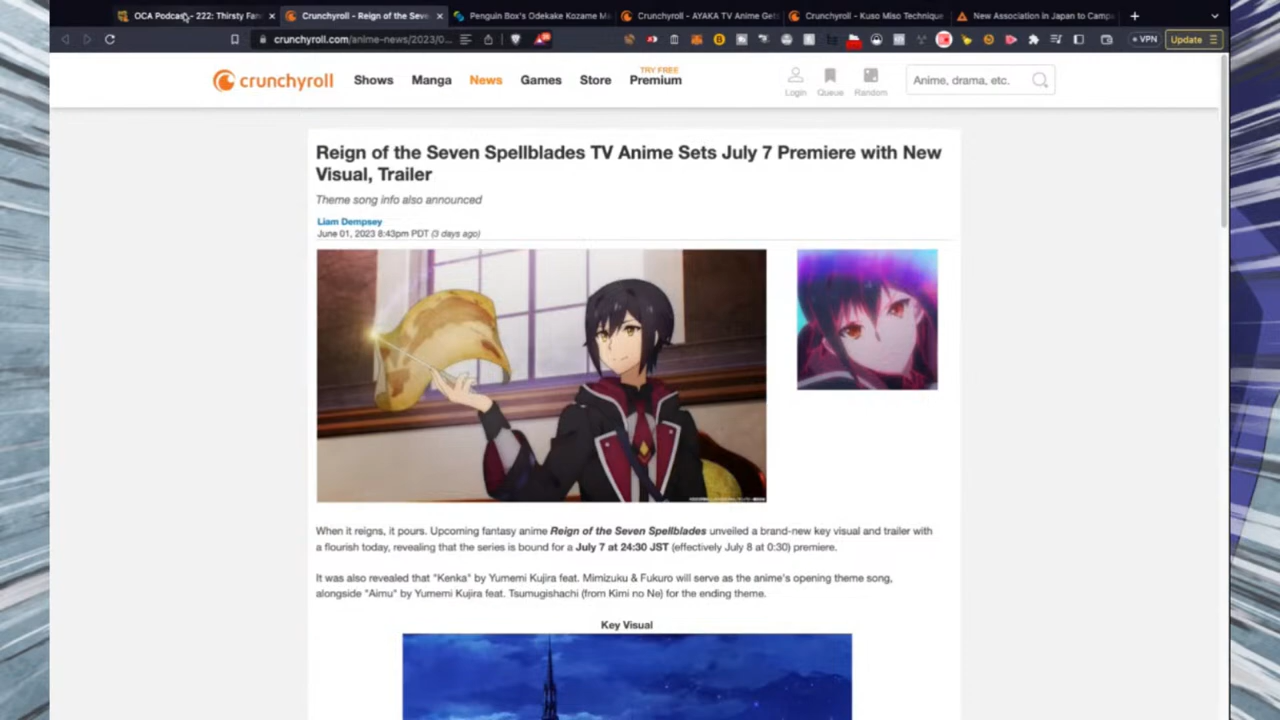 OCA Podcast - 222: Thirsty Fan
Crunchyroll - Reign of the Seve
Penguin Box's Odekake Kozame M
Crunchyroll - AYAKA TV Anime Get
Crunchyroll - Kuso Miso Technique
New Association in Japan to Campa
crunchyroll.com/anime-news/2023/0...
VPN
Update
crunchyroll
Shows
Manga
News
Games
Store
TRY FREE
Premium
Login
Queue
Random
Anime, drama, etc.
Reign of the Seven Spellblades TV Anime Sets July 7 Premiere with New
Visual, Trailer
Theme song info also announced
Liam Dempsey
June 01, 2023 8:43pm PDT (3 days ago)
When it reigns, it pours. Upcoming fantasy anime Reign of the Seven Spellblades unveiled a brand-new key visual and trailer with
a flourish today, revealing that the series is bound for a July 7 at 24:30 JST (effectively July 8 at 0:30) premiere.
It was also revealed that "Kenka" by Yumemi Kujira feat. Mimizuku & Fukuro will serve as the anime's opening theme song,
alongside "Aimu" by Yumemi Kujira feat. Tsumugishachi (from Kimi no Ne) for the ending theme.
Key Visual